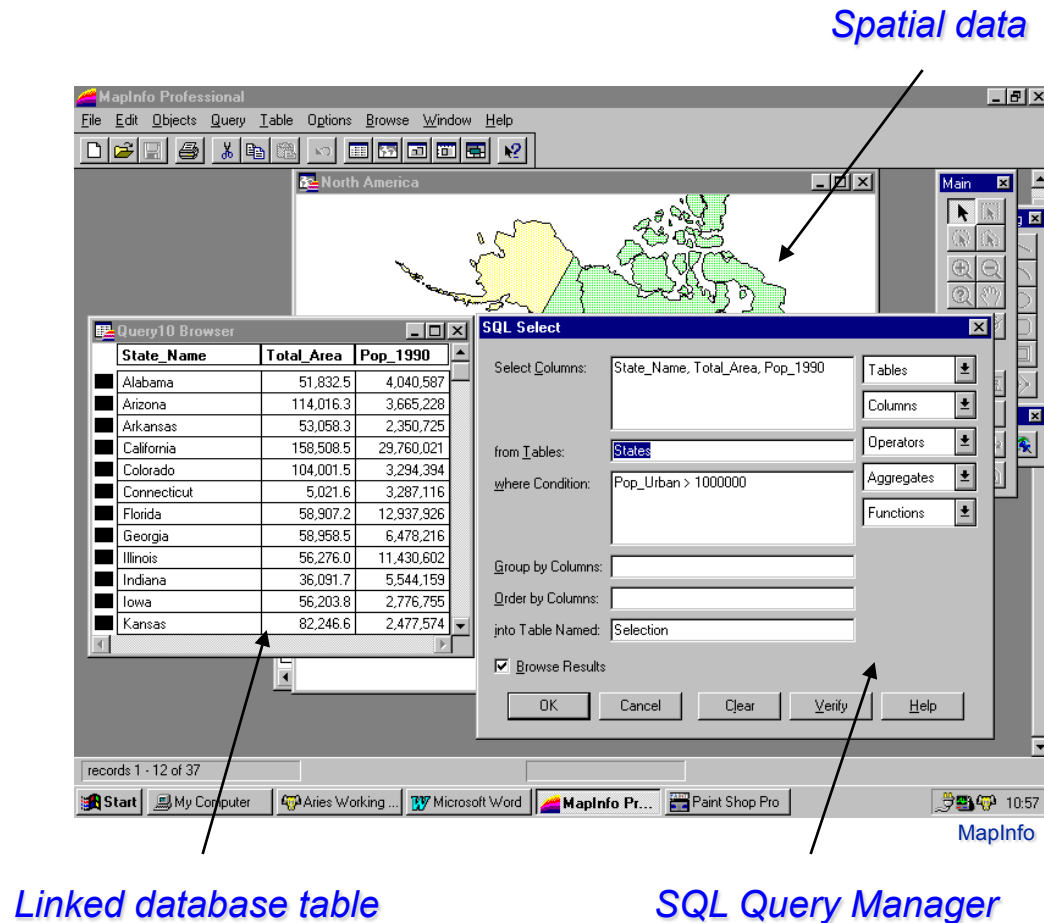 Spatial data
MapInfo Professional
File Edit Objects Query Table Options Browse Window Help
North America
Main
Query10 Browser
State_Name Total_Area Pop_1990
Alabama 51,832.5 4,040,587
Arizona 114,016.3 3,665,228
Arkansas 53,058.3 2,350,725
California 158,508.5 29,760,021
Colorado 104,001.5 3,294,394
Connecticut 5,021.6 3,287,116
Florida 58,907.2 12,937,926
Georgia 58,958.5 6,478,216
Illinois 56,276.0 11,430,602
Indiana 36,091.7 5,544,159
Iowa 56,203.8 2,776,755
Kansas 82,246.6 2,477,574
SQL Select
Select Columns: State_Name, Total_Area, Pop_1990 Tables
Columns
from Tables: States Operators
where Condition: Pop_Urban > 1000000 Aggregates
Functions
Group by Columns:
Order by Columns:
into Table Named: Selection
Browse Results
OK Cancel Clear Verify Help
records 1 - 12 of 37
Start My Computer Aries Working ... Microsoft Word MapInfo Pr... Paint Shop Pro 10:57
MapInfo
Linked database table
SQL Query Manager